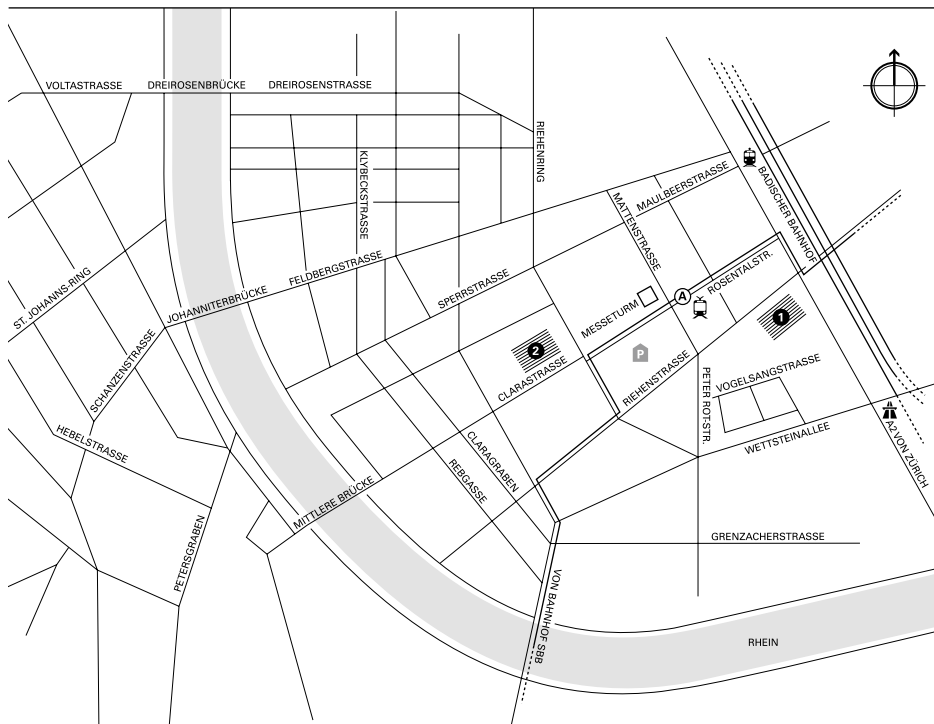 VOLTASTRASSE
DREIROSENBRÜCKE
DREIROSENSTRASSE
RIEHENRING
KLYBECKSTRASSE
BADISCHER BAHNHOF
MAULBEERSTRASSE
MATTENSTRASSE
ROSENTALSTR.
FELDBERGSTRASSE
SPERRSTRASSE
JOHANNITERBRÜCKE
ST. JOHANNS-RING
A
MESSETURM
1
2
P
CLARASTRASSE
RIEHENSTRASSE
PETER ROT-STR.
VOGELSANGSTRASSE
WETTSTEINALLEE
A2 VON ZÜRICH
SCHANZENSTRASSE
HEBELSTRASSE
CLARAGRABEN
REBGASSE
MITTLERE BRÜCKE
PETERSGRABEN
GRENZACHERSTRASSE
VON BAHNHOF SBB
RHEIN